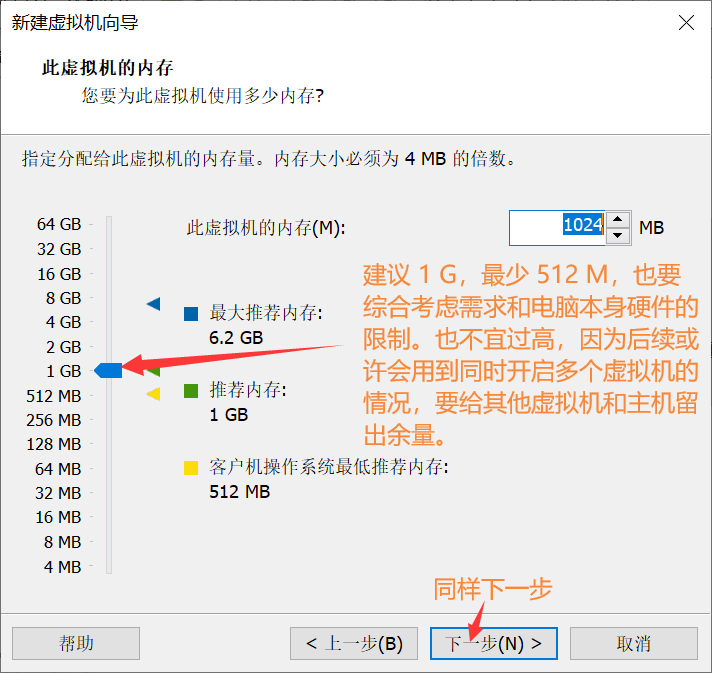 新建虚拟机向导
此虚拟机的内存
您要为此虚拟机使用多少内存?
指定分配给此虚拟机的内存量。内存大小必须为 4 MB 的倍数。
64 GB
32 GB
16 GB
8 GB
4 GB
2 GB
1 GB
512 MB
256 MB
128 MB
64 MB
32 MB
16 MB
8 MB
4 MB
此虚拟机的内存(M): 1024 MB
建议 1 G，最少 512 M，也要
综合考虑需求和电脑本身硬件的
限制。也不宜过高，因为后续或
许会用到同时开启多个虚拟机的
情况，要给其他虚拟机和主机留
出余量。
最大推荐内存:
6.2 GB
推荐内存:
1 GB
客户机操作系统最低推荐内存:
512 MB
同样下一步
帮助
< 上一步(B)
下一步(N) >
取消